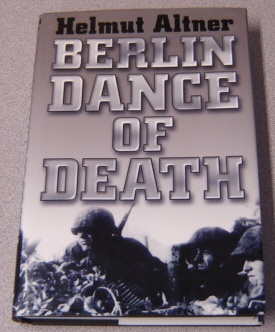 Helmut Altner
BERLIN
DANCE
OF
DEATH